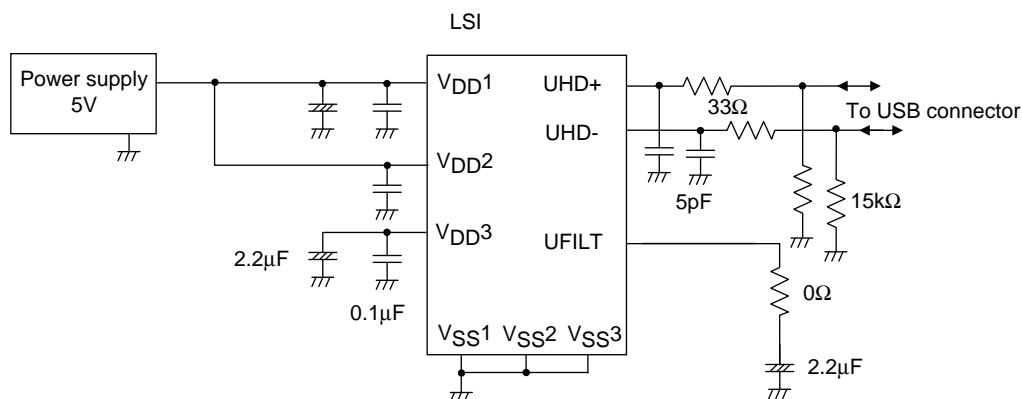 LSI
Power supply
5V
VDD1
UHD+
33Ω
To USB connector
UHD-
VDD2
5pF
15kΩ
VDD3
UFILT
2.2μF
0.1μF
0Ω
VSS1
VSS2
VSS3
2.2μF